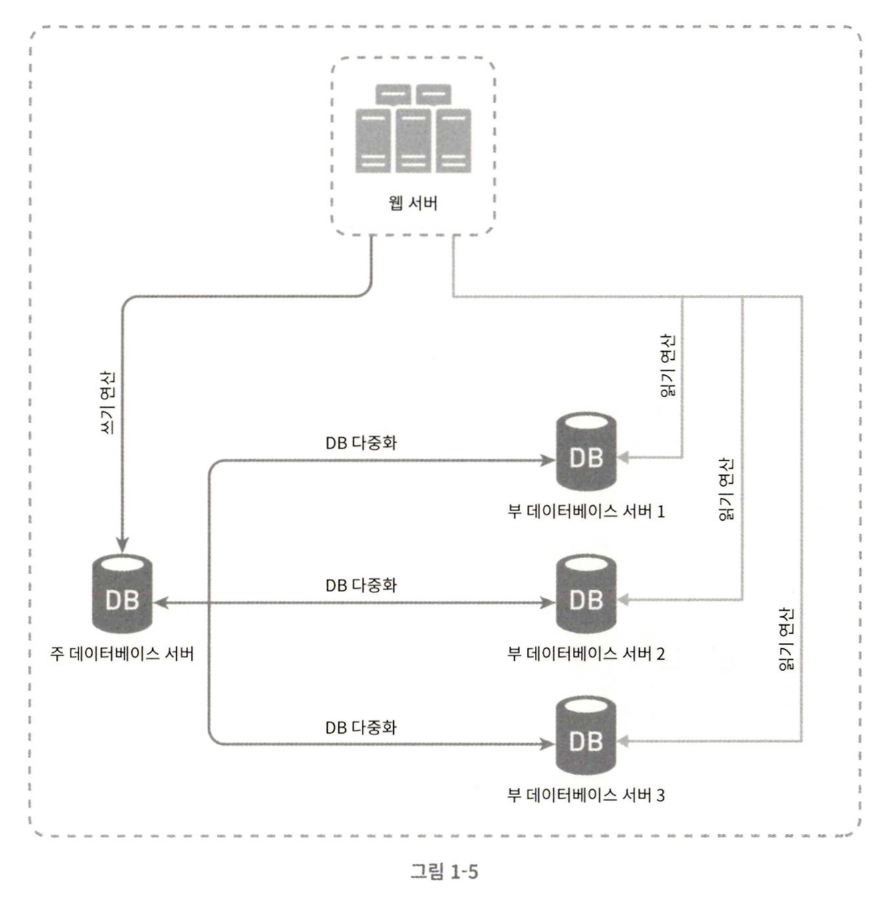 웹 서버
쓰기 연산
읽기 연산
DB 다중화
DB
부 데이터베이스 서버 1
읽기 연산
DB
주 데이터베이스 서버
DB 다중화
DB
부 데이터베이스 서버 2
읽기 연산
DB 다중화
DB
부 데이터베이스 서버 3
그림 1-5